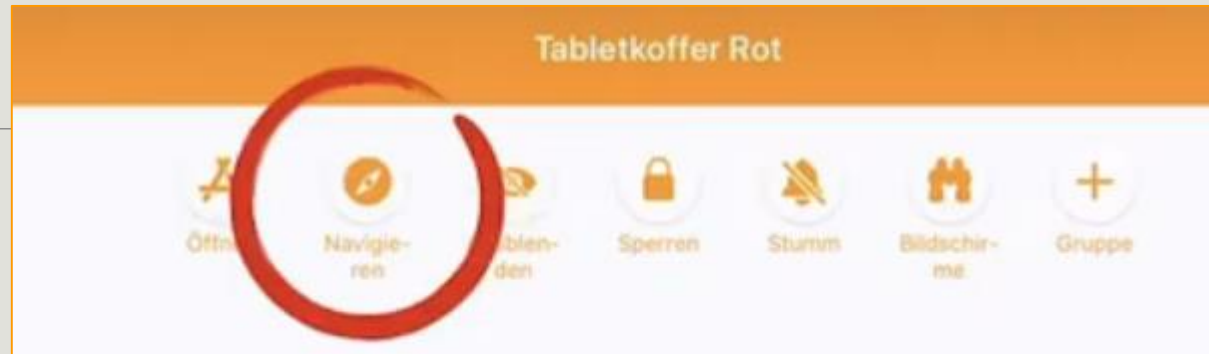 Tabletkoffer Rot
Navigie-
ren
Sperren
Stumm
Bildschir-
me
Gruppe